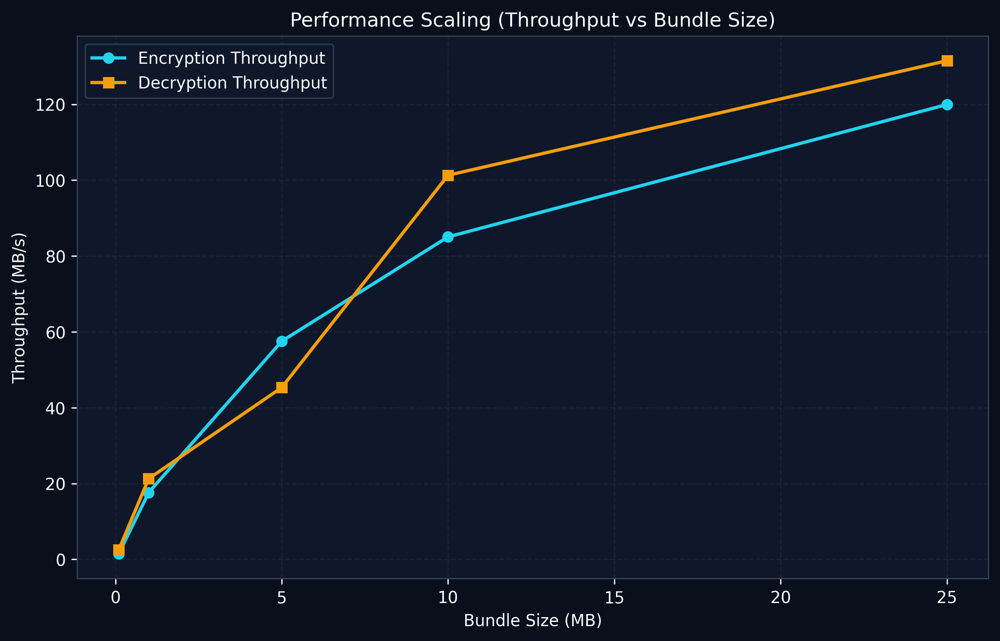 Performance Scaling (Throughput vs Bundle Size)
Encryption Throughput
Decryption Throughput
120
100
80
60
40
20
0
Throughput (MB/s)
0 5 10 15 20 25
Bundle Size (MB)